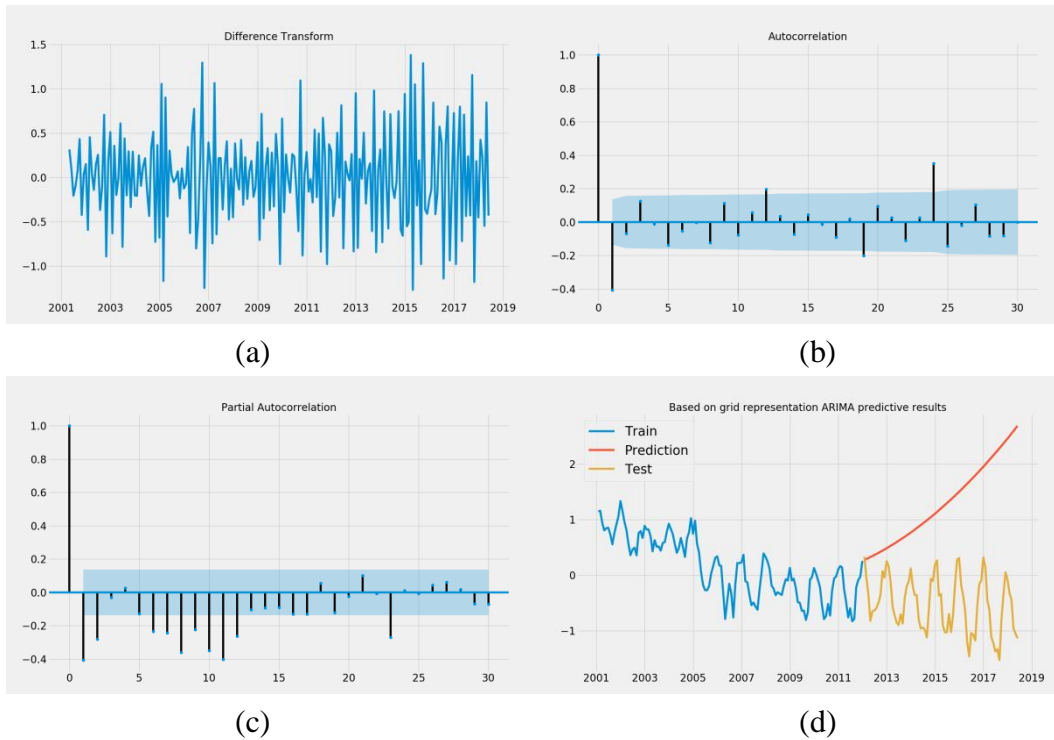 Difference Transform
1.5
1.0
0.5
0.0
−0.5
−1.0
2001 2003 2005 2007 2009 2011 2013 2015 2017 2019
(a)
Autocorrelation
1.0
0.8
0.6
0.4
0.2
0.0
−0.2
−0.4
0 5 10 15 20 25 30
(b)
Partial Autocorrelation
1.0
0.8
0.6
0.4
0.2
0.0
−0.2
−0.4
0 5 10 15 20 25 30
(c)
Based on grid representation ARIMA predictive results
Train
Prediction
Test
2
1
0
−1
2001 2003 2005 2007 2009 2011 2013 2015 2017 2019
(d)